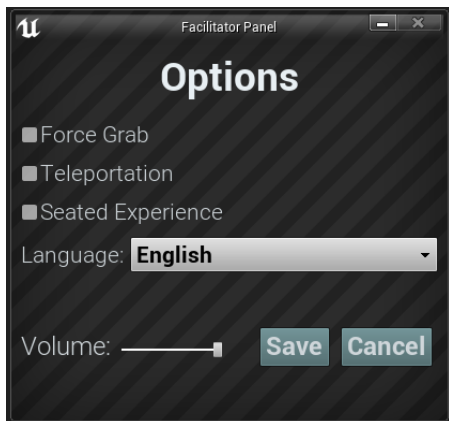 Facilitator Panel
Options
Force Grab
Teleportation
Seated Experience
Language: English
Volume: Save Cancel